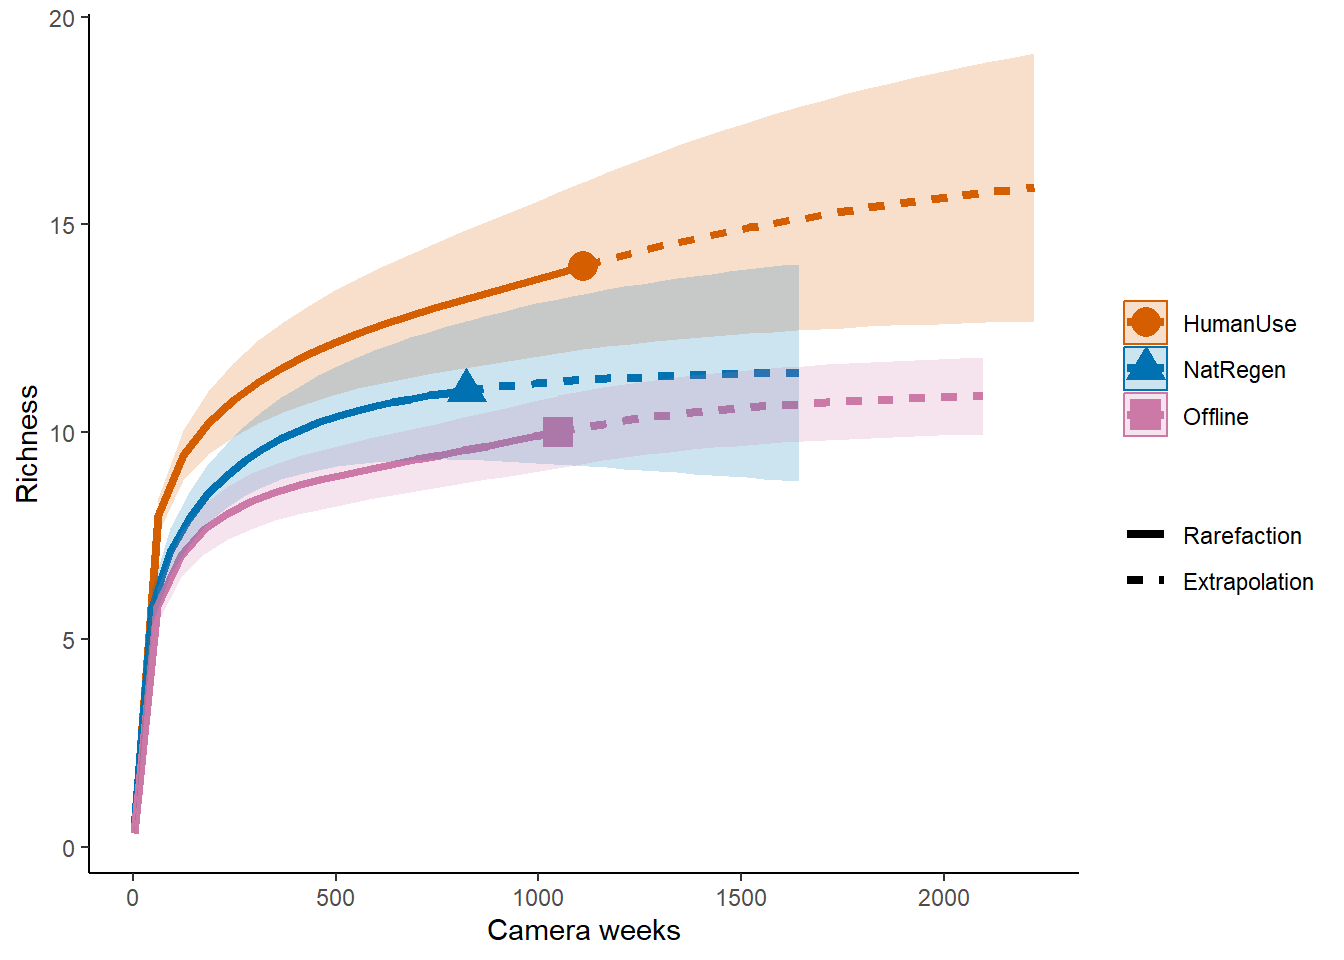 20
15
10
5
0
Richness
0 500 1000 1500 2000
Camera weeks
HumanUse
NatRegen
Offline
Rarefaction
Extrapolation